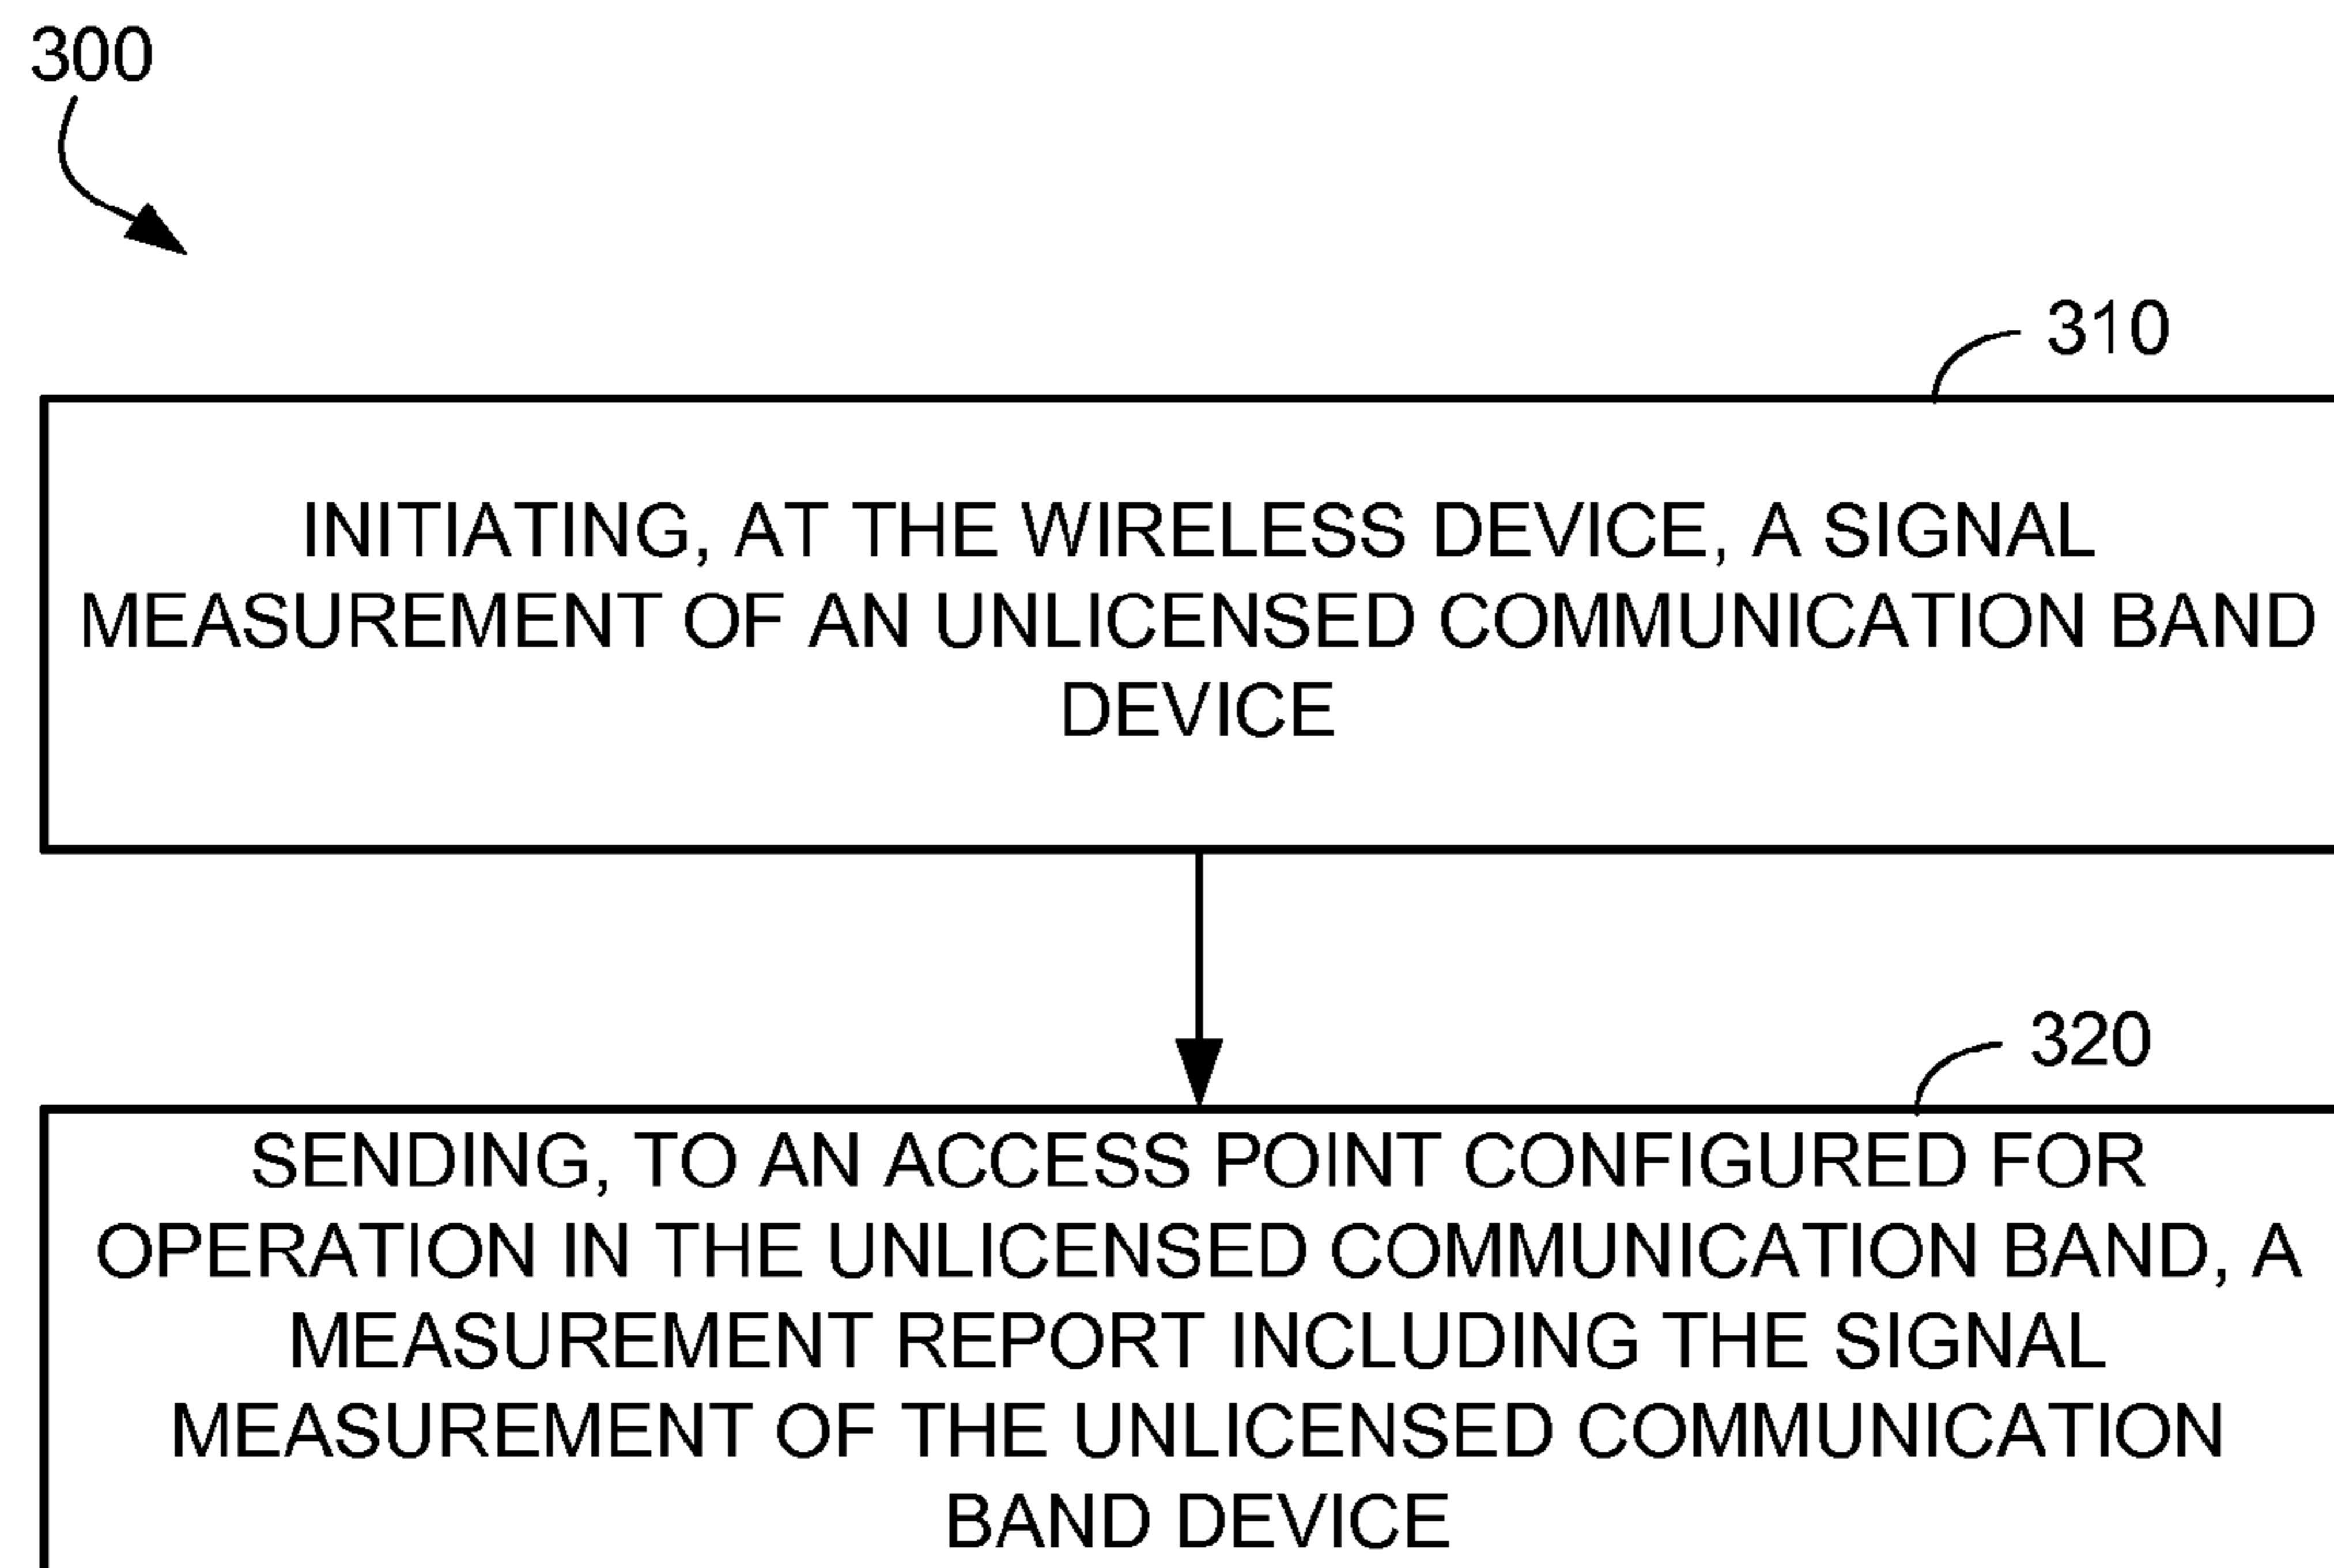 300
310
INITIATING, AT THE WIRELESS DEVICE, A SIGNAL
MEASUREMENT OF AN UNLICENSED COMMUNICATION BAND
DEVICE
320
SENDING, TO AN ACCESS POINT CONFIGURED FOR
OPERATION IN THE UNLICENSED COMMUNICATION BAND, A
MEASUREMENT REPORT INCLUDING THE SIGNAL
MEASUREMENT OF THE UNLICENSED COMMUNICATION
BAND DEVICE